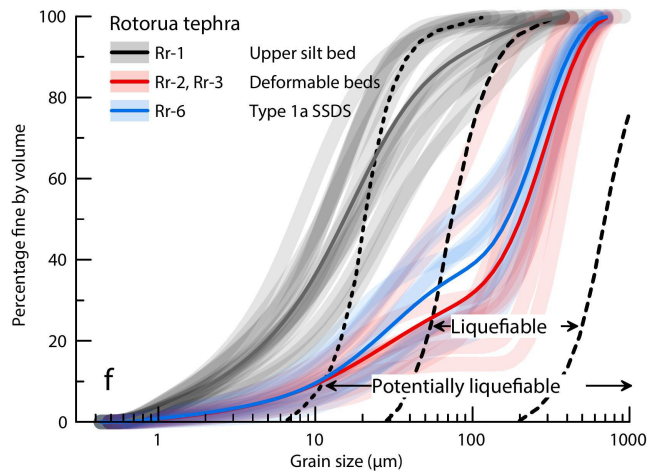 Rotorua tephra
Rr-1 Upper silt bed
Rr-2, Rr-3 Deformable beds
Rr-6 Type 1a SSDS
Percentage fine by volume
100
80
60
40
20
0
Liquefiable
Potentially liquefiable
f
1 10 100 1000
Grain size (μm)